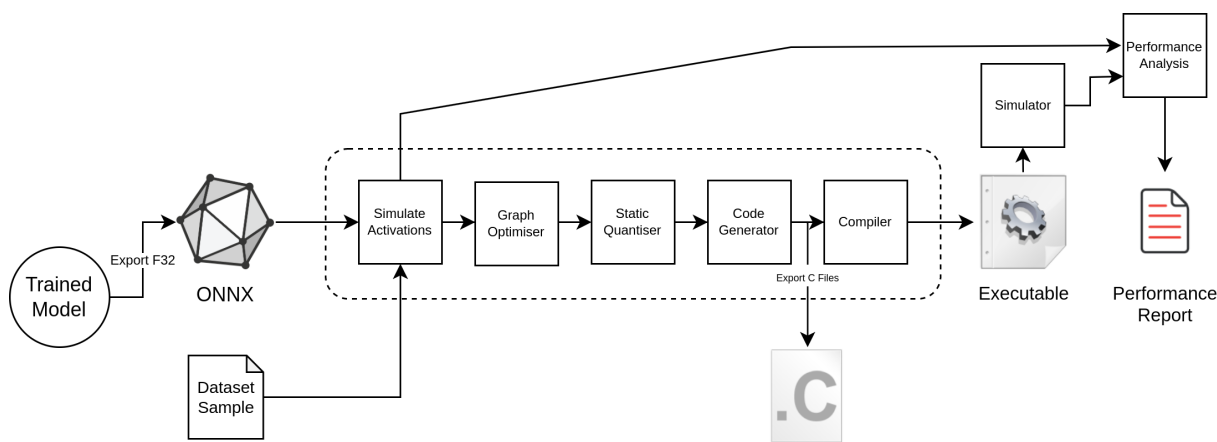 Performance
Analysis
Simulator
Simulate
Activations
Graph
Optimiser
Static
Quantiser
Code
Generator
Compiler
Export F32
Trained
Model
ONNX
Export C Files
Executable
Performance
Report
Dataset
Sample
.C